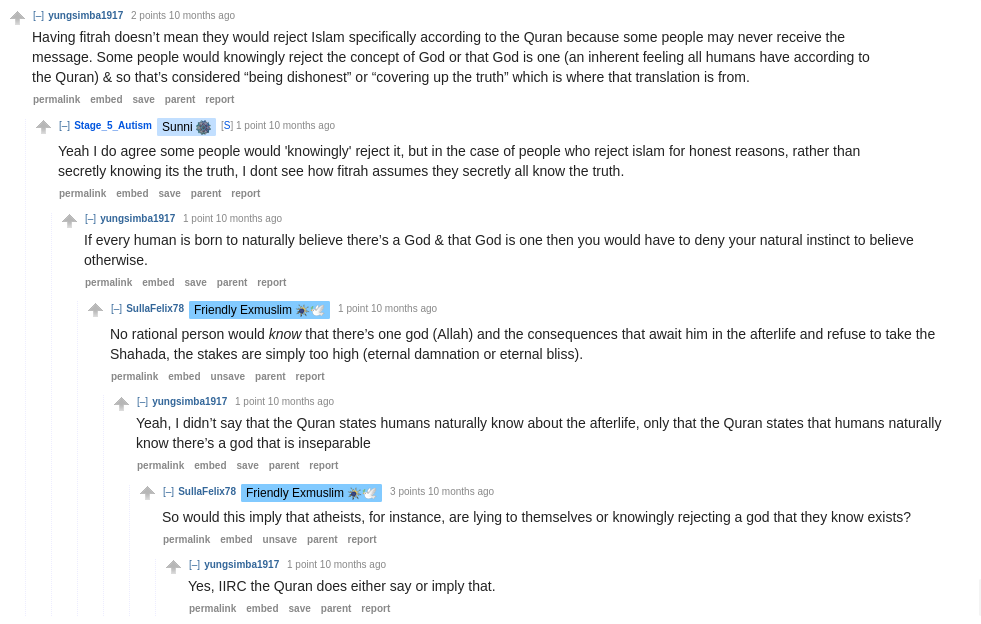 [–] yungsimba1917 2 points 10 months ago
Having fitrah doesn’t mean they would reject Islam specifically according to the Quran because some people may never receive the
message. Some people would knowingly reject the concept of God or that God is one (an inherent feeling all humans have according to
the Quran) & so that’s considered “being dishonest” or “covering up the truth” which is where that translation is from.
permalink embed save parent report
[–] Stage_5_Autism Sunni [S] 1 point 10 months ago
Yeah I do agree some people would 'knowingly' reject it, but in the case of people who reject islam for honest reasons, rather than
secretly knowing its the truth, I dont see how fitrah assumes they secretly all know the truth.
permalink embed save parent report
[–] yungsimba1917 1 point 10 months ago
If every human is born to naturally believe there’s a God & that God is one then you would have to deny your natural instinct to believe
otherwise.
permalink embed save parent report
[–] SullaFelix78 Friendly Exmuslim 1 point 10 months ago
No rational person would know that there’s one god (Allah) and the consequences that await him in the afterlife and refuse to take the
Shahada, the stakes are simply too high (eternal damnation or eternal bliss).
permalink embed unsave parent report
[–] yungsimba1917 1 point 10 months ago
Yeah, I didn’t say that the Quran states humans naturally know about the afterlife, only that the Quran states that humans naturally
know there’s a god that is inseparable
permalink embed save parent report
[–] SullaFelix78 Friendly Exmuslim 3 points 10 months ago
So would this imply that atheists, for instance, are lying to themselves or knowingly rejecting a god that they know exists?
permalink embed unsave parent report
[–] yungsimba1917 1 point 10 months ago
Yes, IIRC the Quran does either say or imply that.
permalink embed save parent report